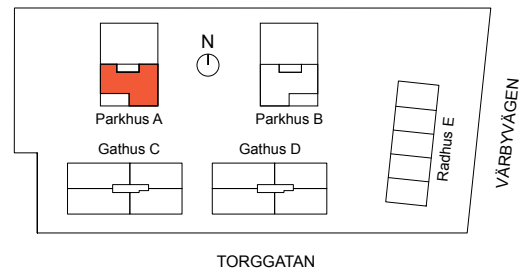 N
Parkhus A
Parkhus B
Gathus C
Gathus D
Radhus E
VÄRBYVÄGEN
TORGGATAN